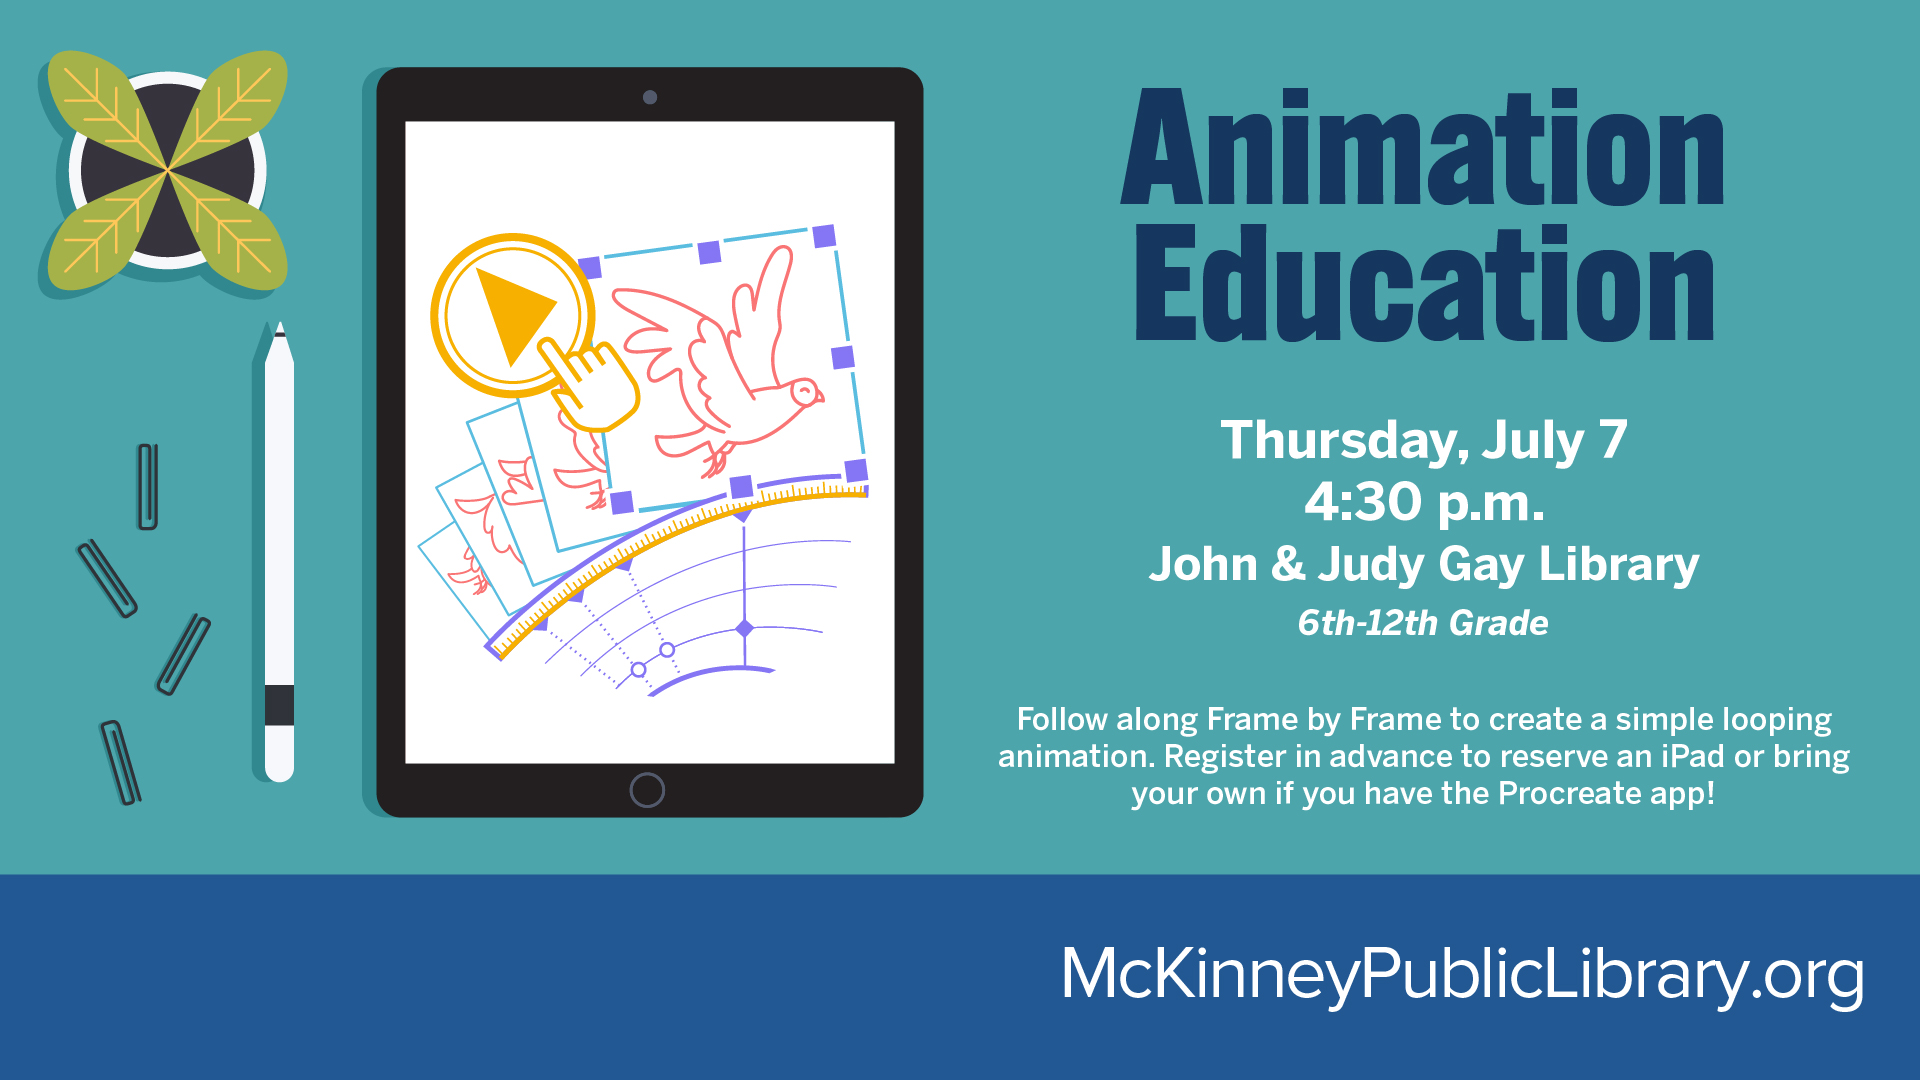 Animation
Education
Thursday, July 7
4:30 p.m.
John & Judy Gay Library
6th-12th Grade
Follow along Frame by Frame to create a simple looping
animation. Register in advance to reserve an iPad or bring
your own if you have the Procreate app!
McKinneyPublicLibrary.org